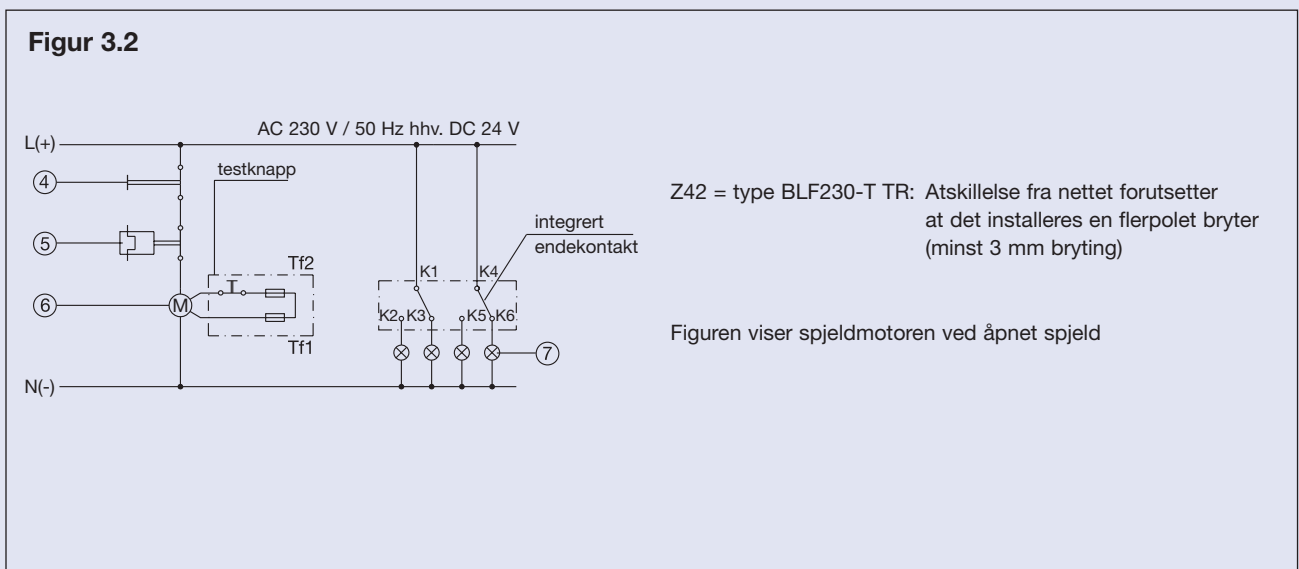 Figur 3.2
AC 230 V / 50 Hz hhv. DC 24 V
L(+)
4
testknapp
5
integrert
endekontakt
Tf2
K1
K4
6
M
K2
K3
K5
K6
Tf1
7
N(-)
Z42 = type BLF230-T TR: Atskillelse fra nettet forutsetter
at det installeres en flerpolet bryter
(minst 3 mm bryting)
Figuren viser spjeldmotoren ved åpnet spjeld